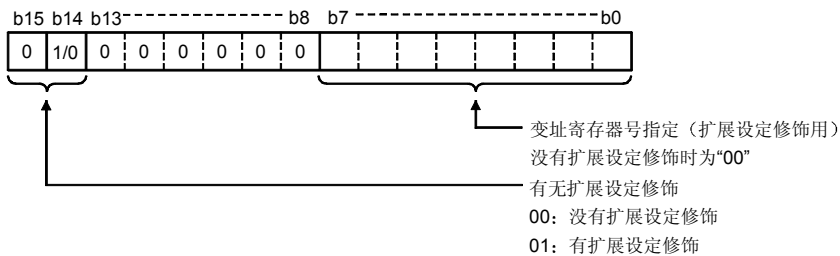 b15 b14 b13 b8 b7 b0
0 1/0 0 0 0 0 0 0
变址寄存器号指定（扩展设定修饰用）
没有扩展设定修饰时为“00”
有无扩展设定修饰
00：没有扩展设定修饰
01：有扩展设定修饰